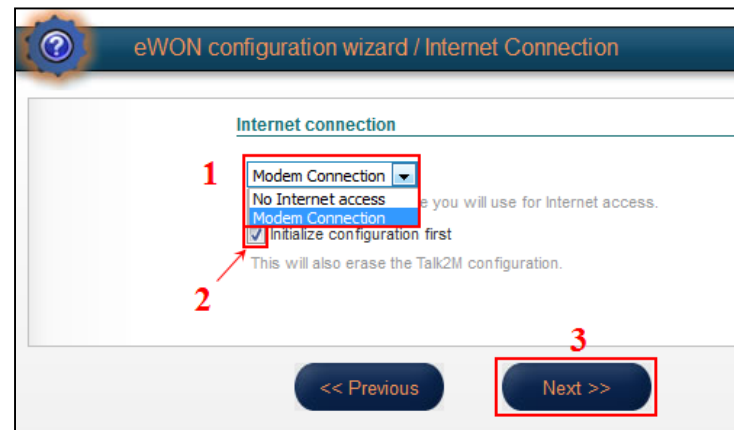 eWON configuration wizard / Internet Connection
Internet connection
1
Modem Connection
No Internet access
e you will use for Internet access.
Modem Connection
Initialize configuration first
This will also erase the Talk2M configuration.
2
3
<< Previous
Next >>